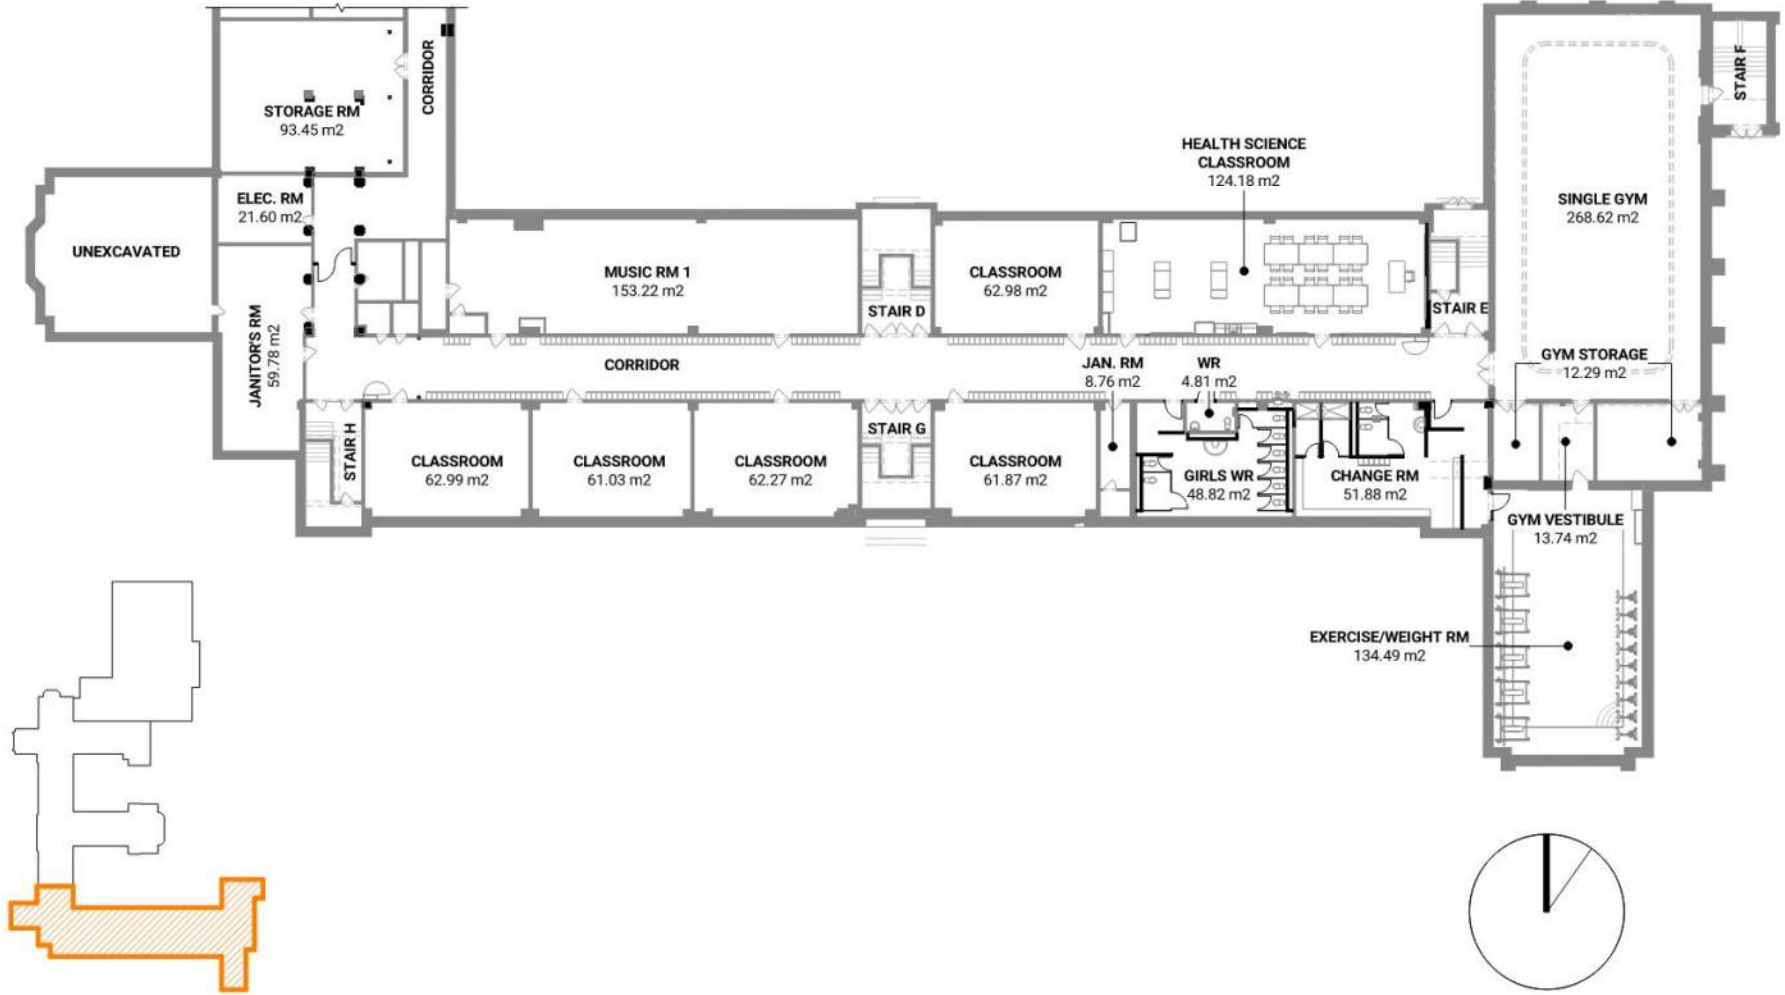 CORRIDOR
STORAGE RM
93.45 m2
STAIR F
HEALTH SCIENCE
CLASSROOM
124.18 m2
ELEC. RM
21.60 m2
SINGLE GYM
268.62 m2
UNEXCAVATED
MUSIC RM 1
153.22 m2
CLASSROOM
62.98 m2
STAIR D
STAIR E
JANITOR'S RM
59.78 m2
CORRIDOR
JAN. RM
8.76 m2
WR
4.81 m2
GYM STORAGE
12.29 m2
STAIR H
STAIR G
CLASSROOM
62.99 m2
CLASSROOM
61.03 m2
CLASSROOM
62.27 m2
CLASSROOM
61.87 m2
GIRLS WR
48.82 m2
CHANGE RM
51.88 m2
GYM VESTIBULE
13.74 m2
EXERCISE/WEIGHT RM
134.49 m2